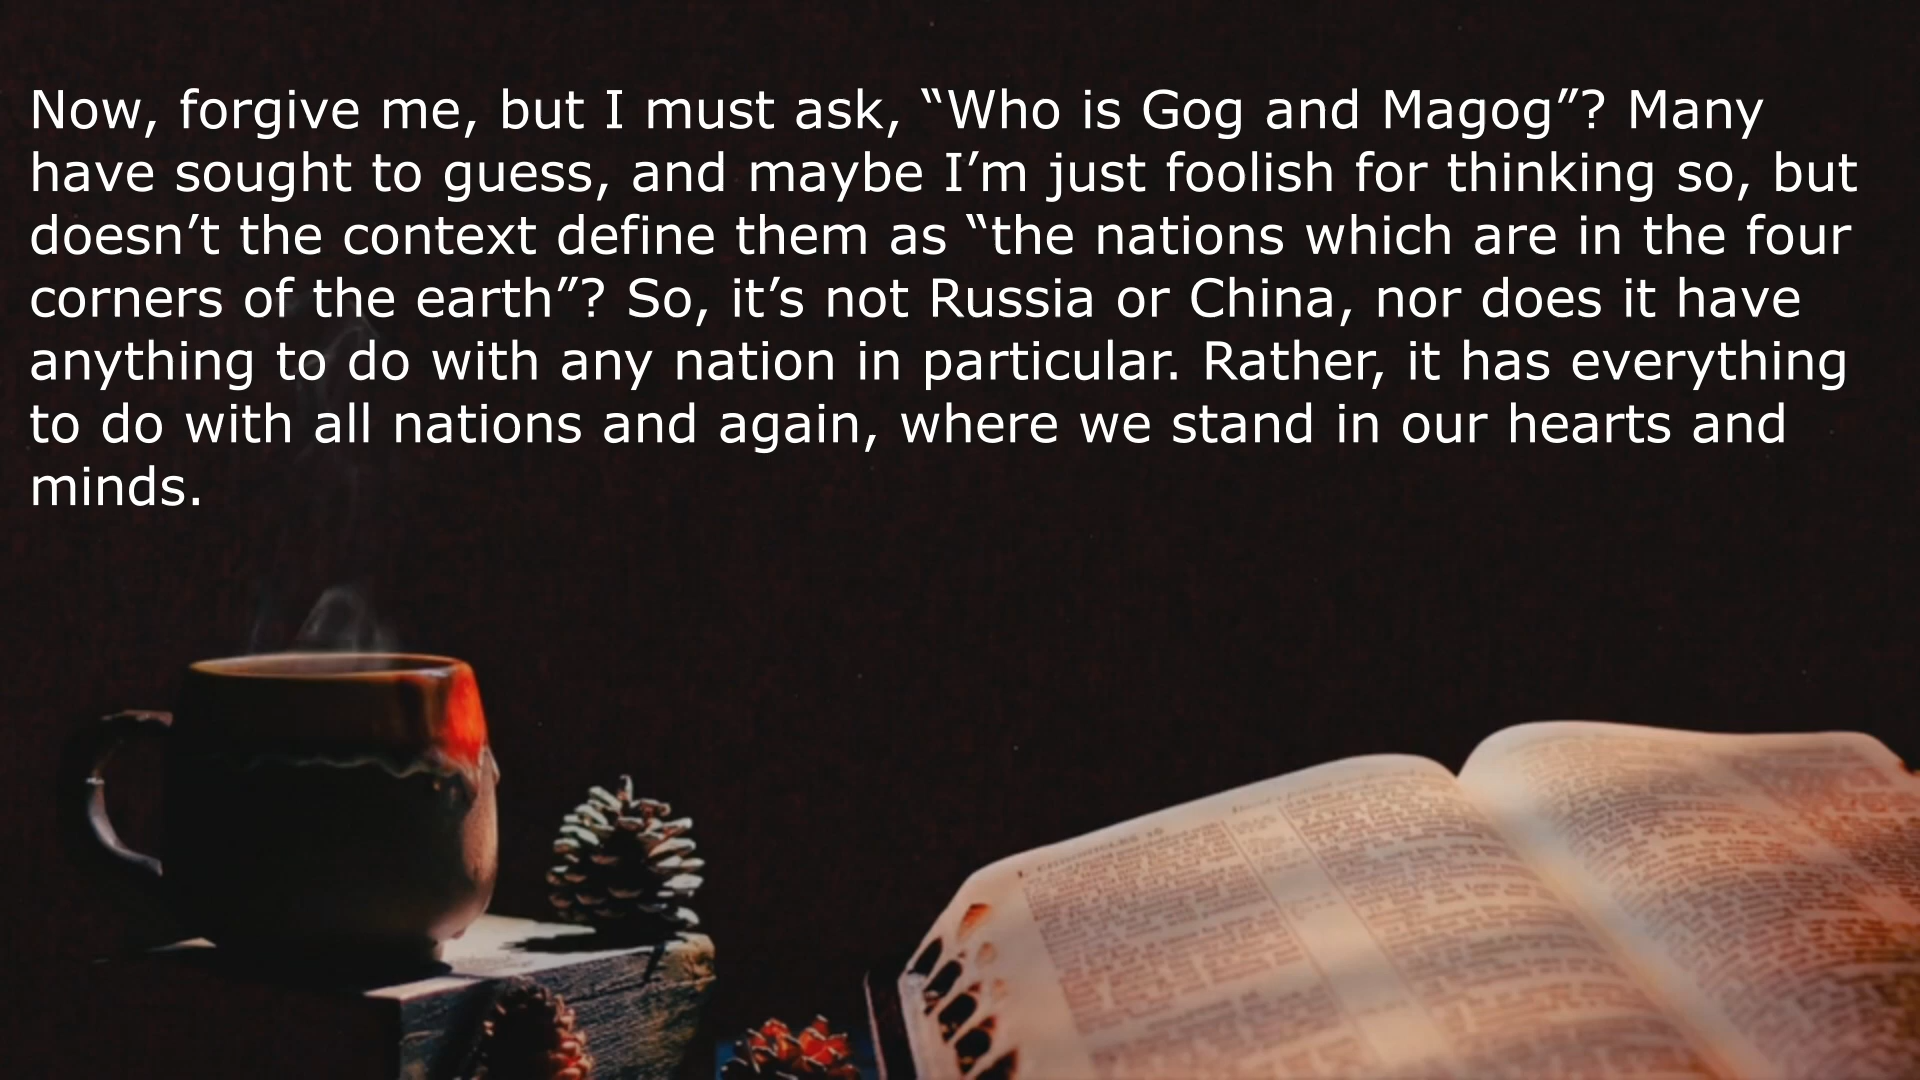 Now, forgive me, but I must ask, “Who is Gog and Magog”? Many
have sought to guess, and maybe I’m just foolish for thinking so, but
doesn’t the context define them as “the nations which are in the four
corners of the earth”? So, it’s not Russia or China, nor does it have
anything to do with any nation in particular. Rather, it has everything
to do with all nations and again, where we stand in our hearts and
minds.